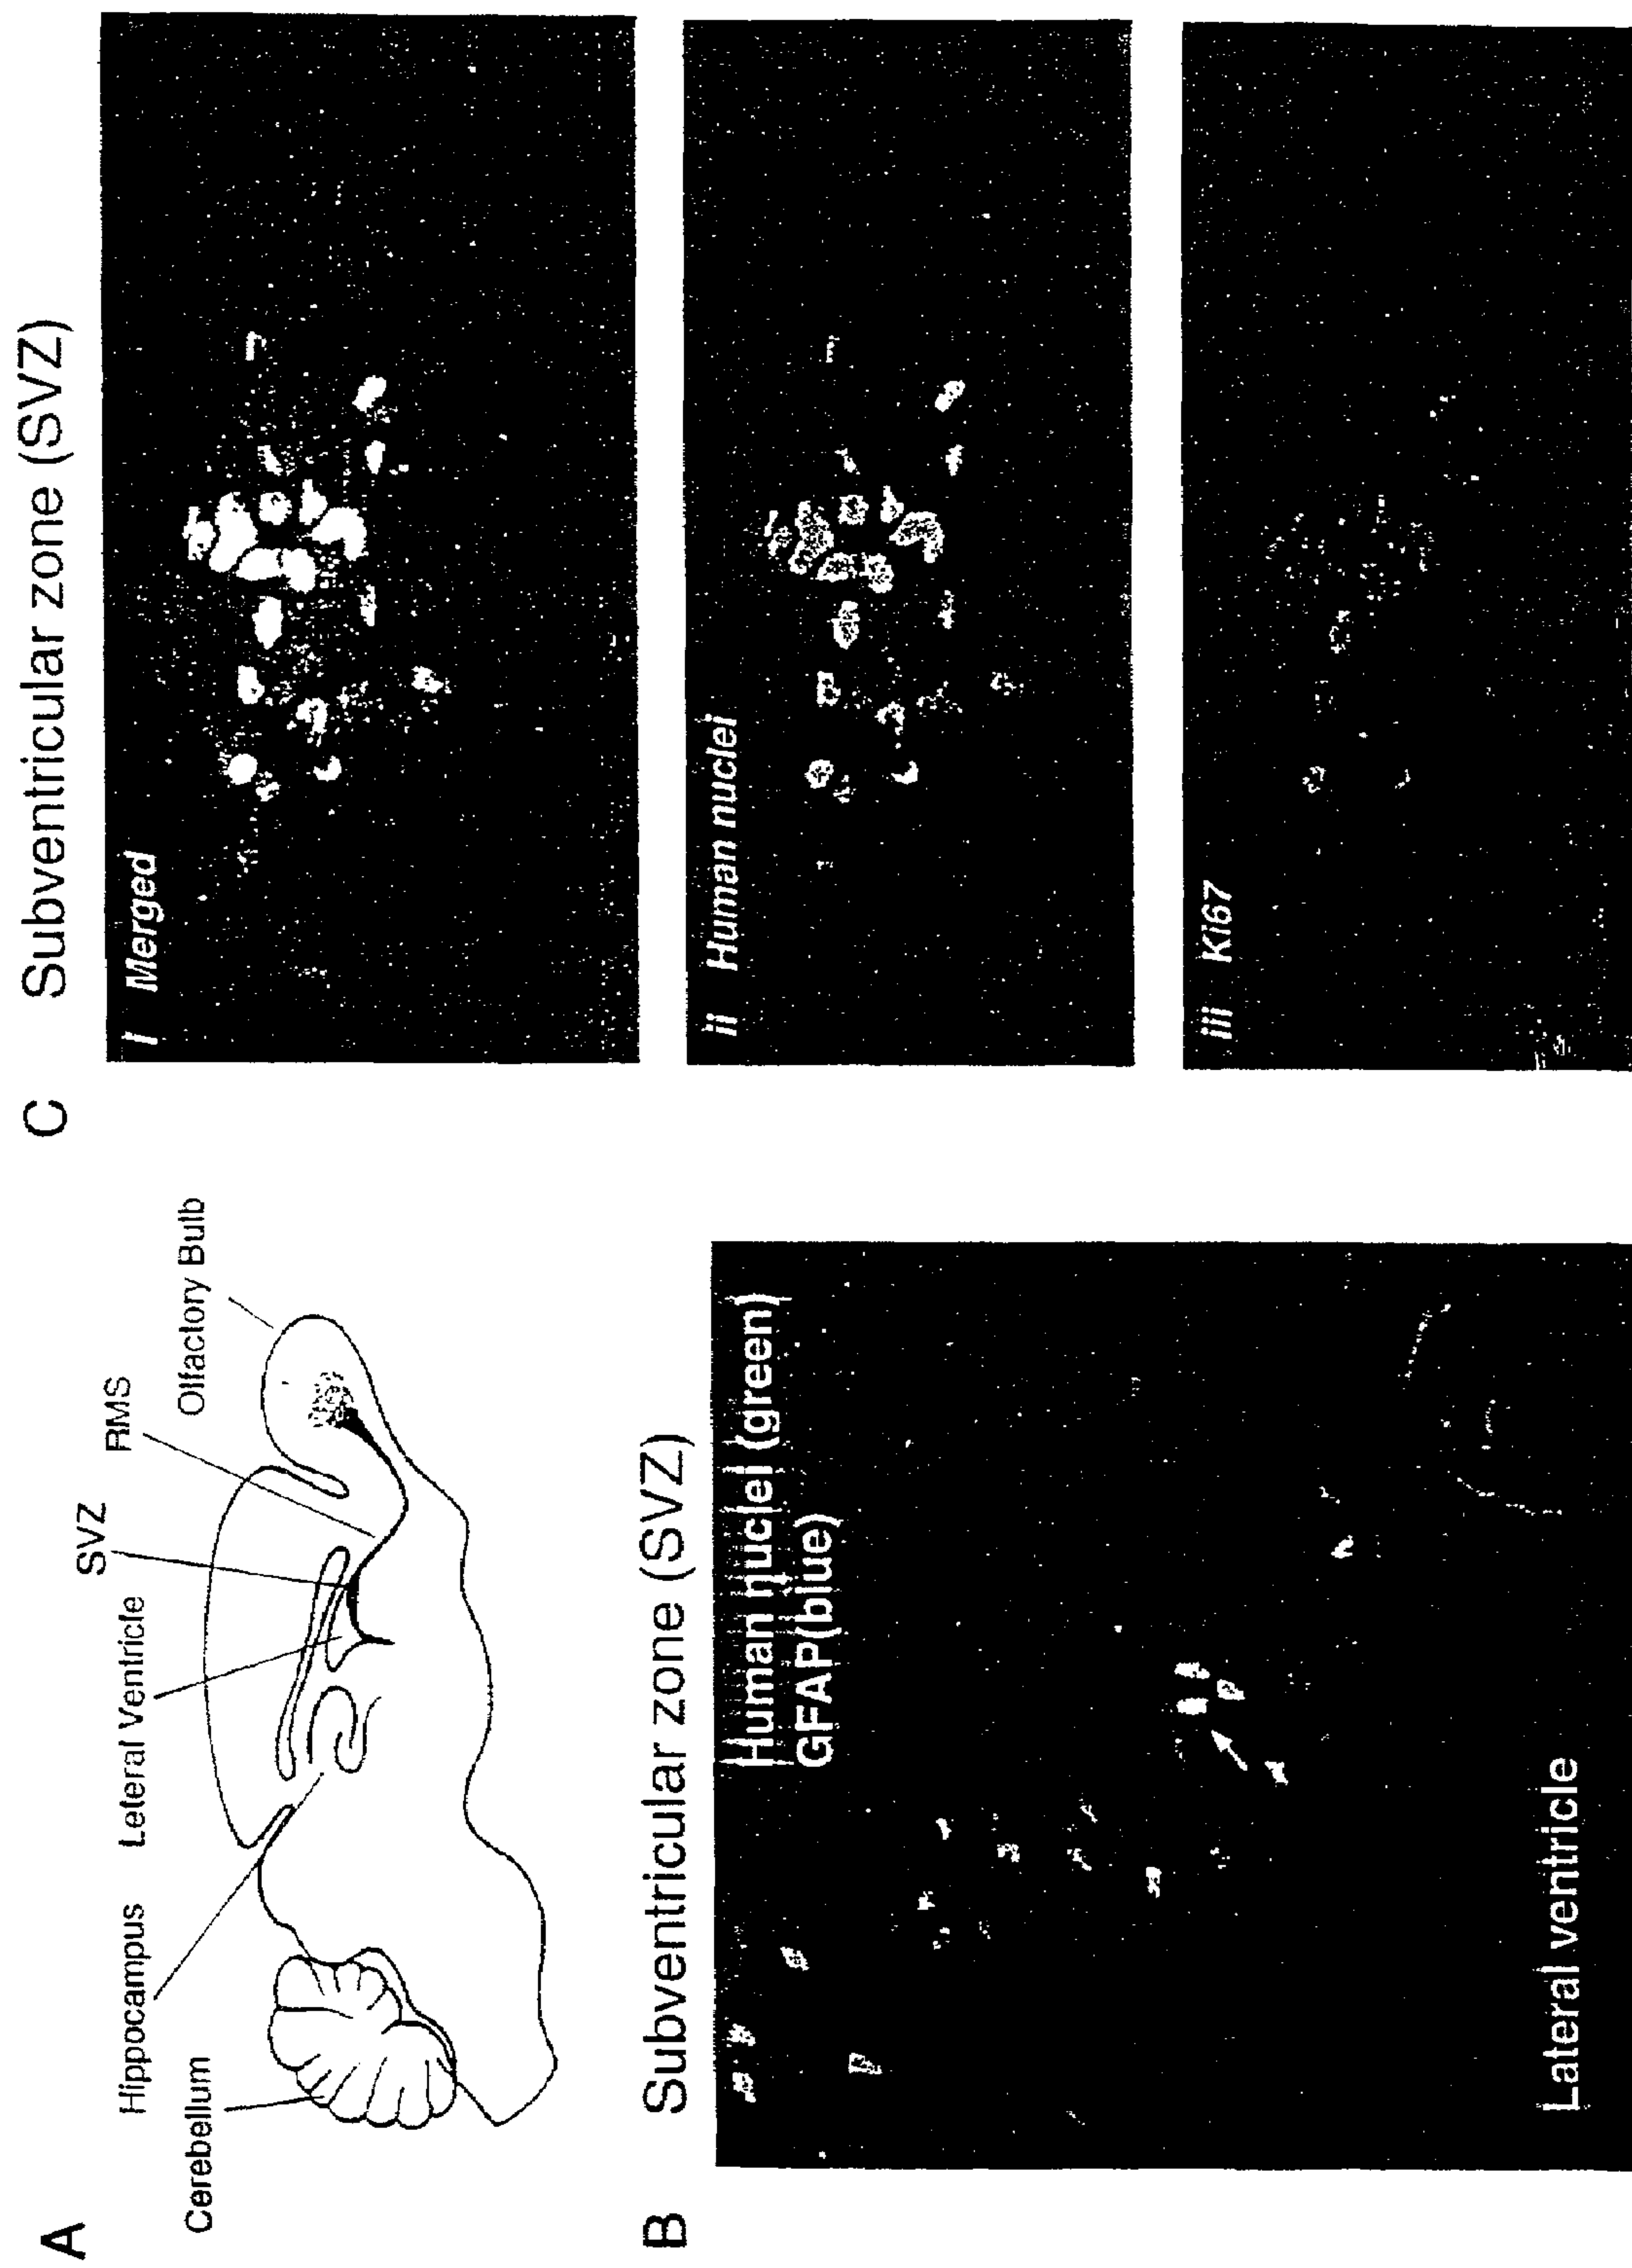 A
Hippocampus
Leteral Ventricle
SVZ
RMS
Cerebellum
Olfactory Bulb
B Subventricular zone (SVZ)
Human nuclei (green)
GFAP(blue)
Lateral ventricle
C Subventricular zone (SVZ)
i Merged
ii Human nuclei
iii Ki67